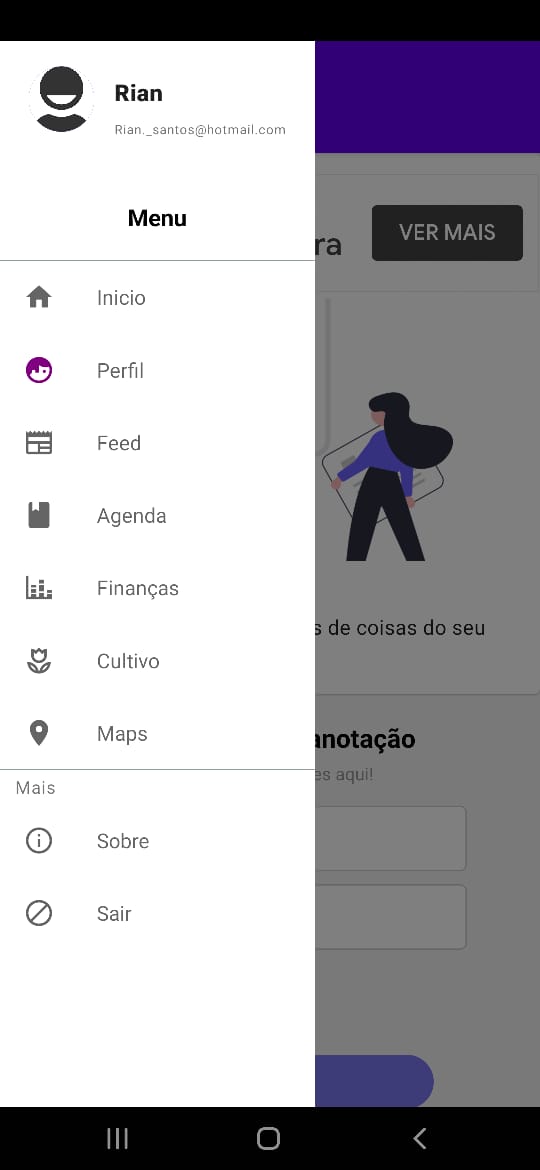 Rian
Rian._santos@hotmail.com
Menu
VER MAIS
Inicio
Perfil
Feed
Agenda
Finanças
Cultivo
s de coisas do seu
Maps
anotação
es aqui!
Mais
Sobre
Sair